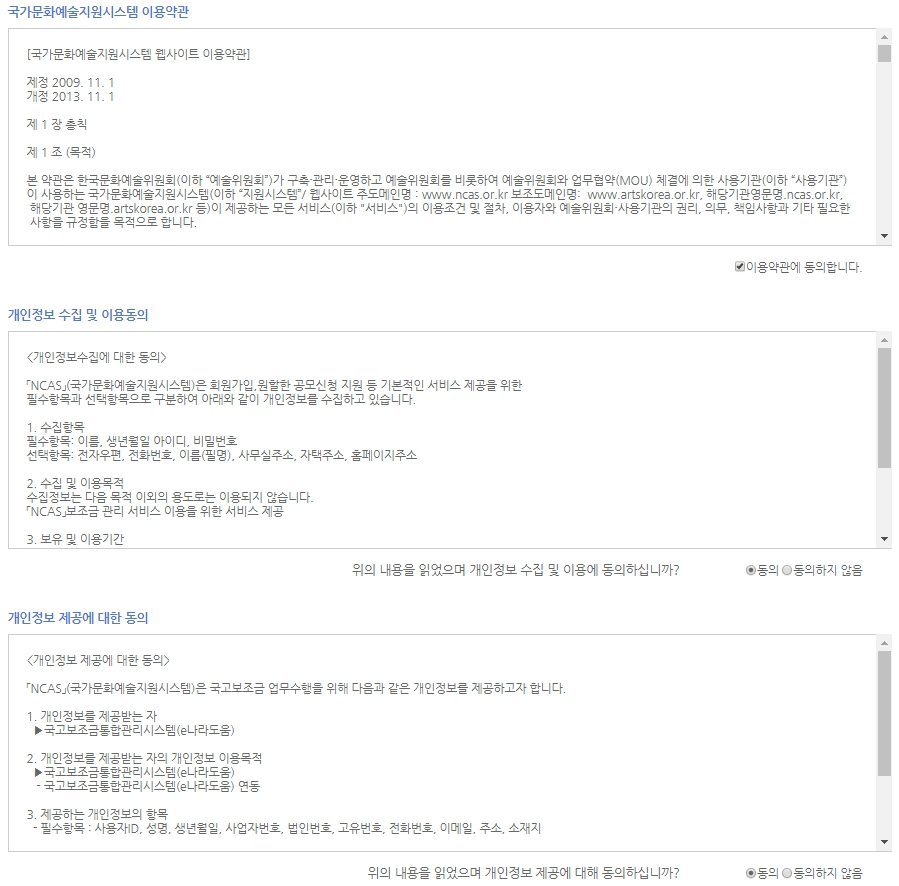 국가문화예술지원시스템 이용약관
[국가문화예술지원시스템 웹사이트 이용약관]
제정 2009. 11. 1
개정 2013. 11. 1
제 1 장 총칙
제 1 조 (목적)
본 약관은 한국문화예술위원회(이하 “예술위원회”)가 구축·관리·운영하고 예술위원회를 비롯하여 예술위원회와 업무협약(MOU) 체결에 의한 사용기관(이하 “사용기관”)
이 사용하는 국가문화예술지원시스템(이하 “지원시스템”/ 웹사이트 주도메인명 : www.ncas.or.kr 보조도메인명: www.artskorea.or.kr, 해당기관영문명.ncas.or.kr,
해당기관 영문명.artskorea.or.kr 등)이 제공하는 모든 서비스(이하 "서비스")의 이용조건 및 절차, 이용자와 예술위원회·사용기관의 권리, 의무, 책임사항과 기타 필요한
사항을 규정함을 목적으로 합니다.
이용약관에 동의합니다.
개인정보 수집 및 이용동의
<개인정보수집에 대한 동의>
「NCAS」(국가문화예술지원시스템)은 회원가입,원할한 공모신청 지원 등 기본적인 서비스 제공을 위한
필수항목과 선택항목으로 구분하여 아래와 같이 개인정보를 수집하고 있습니다.
1. 수집항목
필수항목: 이름, 생년월일 아이디, 비밀번호
선택항목: 전자우편, 전화번호, 이름(필명), 사무실주소, 자택주소, 홈페이지주소
2. 수집 및 이용목적
수집정보는 다음 목적 이외의 용도로는 이용되지 않습니다.
「NCAS」보조금 관리 서비스 이용을 위한 서비스 제공
3. 보유 및 이용기간
위의 내용을 읽었으며 개인정보 수집 및 이용에 동의하십니까? 동의 동의하지 않음
개인정보 제공에 대한 동의
<개인정보 제공에 대한 동의>
「NCAS」(국가문화예술지원시스템)은 국고보조금 업무수행을 위해 다음과 같은 개인정보를 제공하고자 합니다.
1. 개인정보를 제공받는 자
▶국고보조금통합관리시스템(e나라도움)
2. 개인정보를 제공받는 자의 개인정보 이용목적
▶국고보조금통합관리시스템(e나라도움)
- 국고보조금통합관리시스템(e나라도움) 연동
3. 제공하는 개인정보의 항목
- 필수항목 : 사용자ID, 성명, 생년월일, 사업자번호, 법인번호, 고유번호, 전화번호, 이메일, 주소, 소재지
위의 내용을 읽었으며 개인정보 제공에 대해 동의하십니까? 동의 동의하지 않음